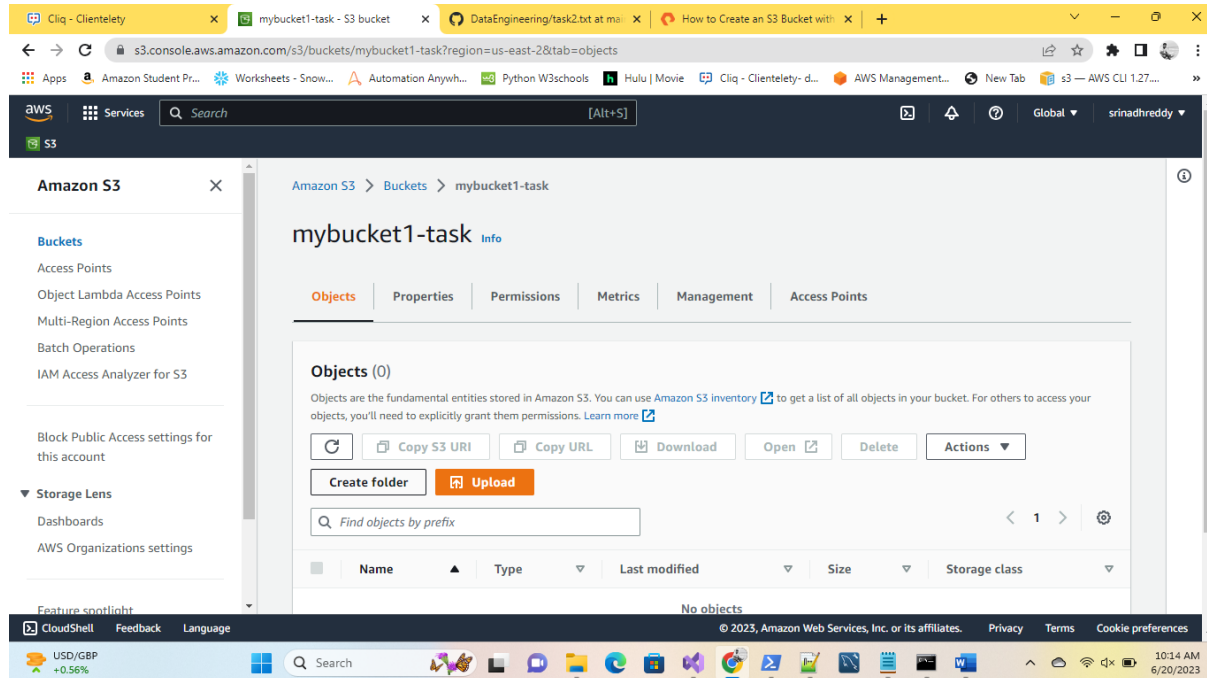 Cliq - Clientelety
mybucket1-task - S3 bucket
DataEngineering/task2.txt at mai
How to Create an S3 Bucket with
s3.console.aws.amazon.com/s3/buckets/mybucket1-task?region=us-east-2&tab=objects
Apps Amazon Student Pr... Worksheets - Snow... Automation Anywh... Python W3schools Hulu | Movie Cliq - Clientelety- d... AWS Management... New Tab s3 — AWS CLI 1.27.... »
aws Services Search [Alt+S] Global srinadhreddy
S3
Amazon S3
Buckets
Access Points
Object Lambda Access Points
Multi-Region Access Points
Batch Operations
IAM Access Analyzer for S3
Block Public Access settings for
this account
Storage Lens
Dashboards
AWS Organizations settings
Feature spotlight
Amazon S3 > Buckets > mybucket1-task
mybucket1-task Info
Objects Properties Permissions Metrics Management Access Points
Objects (0)
Objects are the fundamental entities stored in Amazon S3. You can use Amazon S3 inventory to get a list of all objects in your bucket. For others to access your
objects, you'll need to explicitly grant them permissions. Learn more
Copy S3 URI Copy URL Download Open Delete Actions
Create folder Upload
Find objects by prefix 1
Name Type Last modified Size Storage class
No objects
CloudShell Feedback Language © 2023, Amazon Web Services, Inc. or its affiliates. Privacy Terms Cookie preferences
USD/GBP
+0.56%
Search
10:14 AM
6/20/2023